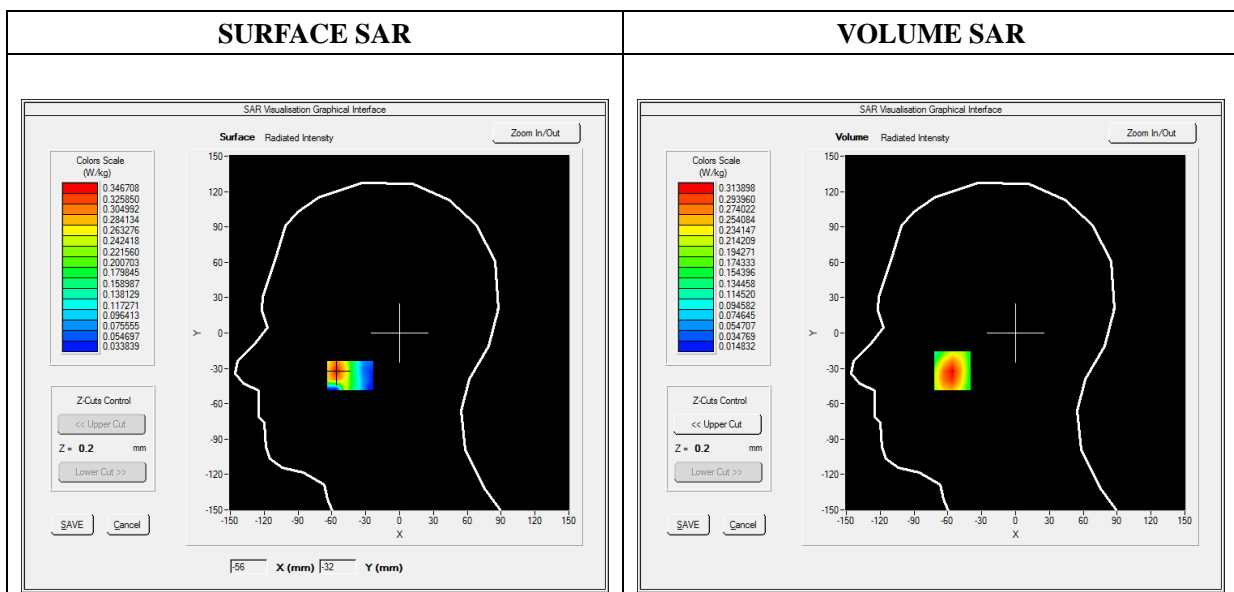 SURFACE SAR
VOLUME SAR
SAR Visualisation Graphical Interface
Surface Radiated Intensity
Zoom In/Out
Colors Scale
(W/kg)
0.346708
0.325850
0.304992
0.284134
0.263276
0.242418
0.221560
0.200703
0.179845
0.158987
0.138129
0.117271
0.096413
0.075555
0.054697
0.033839
150
120
90
60
30
0
-30
-60
-90
-120
-150
Y
-150 -120 -90 -60 -30 0 30 60 90 120 150
X
Z-Cuts Control
<< Upper Cut
Z = 0.2 mm
Lower Cut >>
SAVE Cancel
-56 X (mm) -32 Y (mm)
SAR Visualisation Graphical Interface
Volume Radiated Intensity
Zoom In/Out
Colors Scale
(W/kg)
0.313898
0.293960
0.274022
0.254084
0.234147
0.214209
0.194271
0.174333
0.154396
0.134458
0.114520
0.094582
0.074645
0.054707
0.034769
0.014832
150
120
90
60
30
0
-30
-60
-90
-120
-150
Y
-150 -120 -90 -60 -30 0 30 60 90 120 150
X
Z-Cuts Control
<< Upper Cut
Z = 0.2 mm
Lower Cut >>
SAVE Cancel